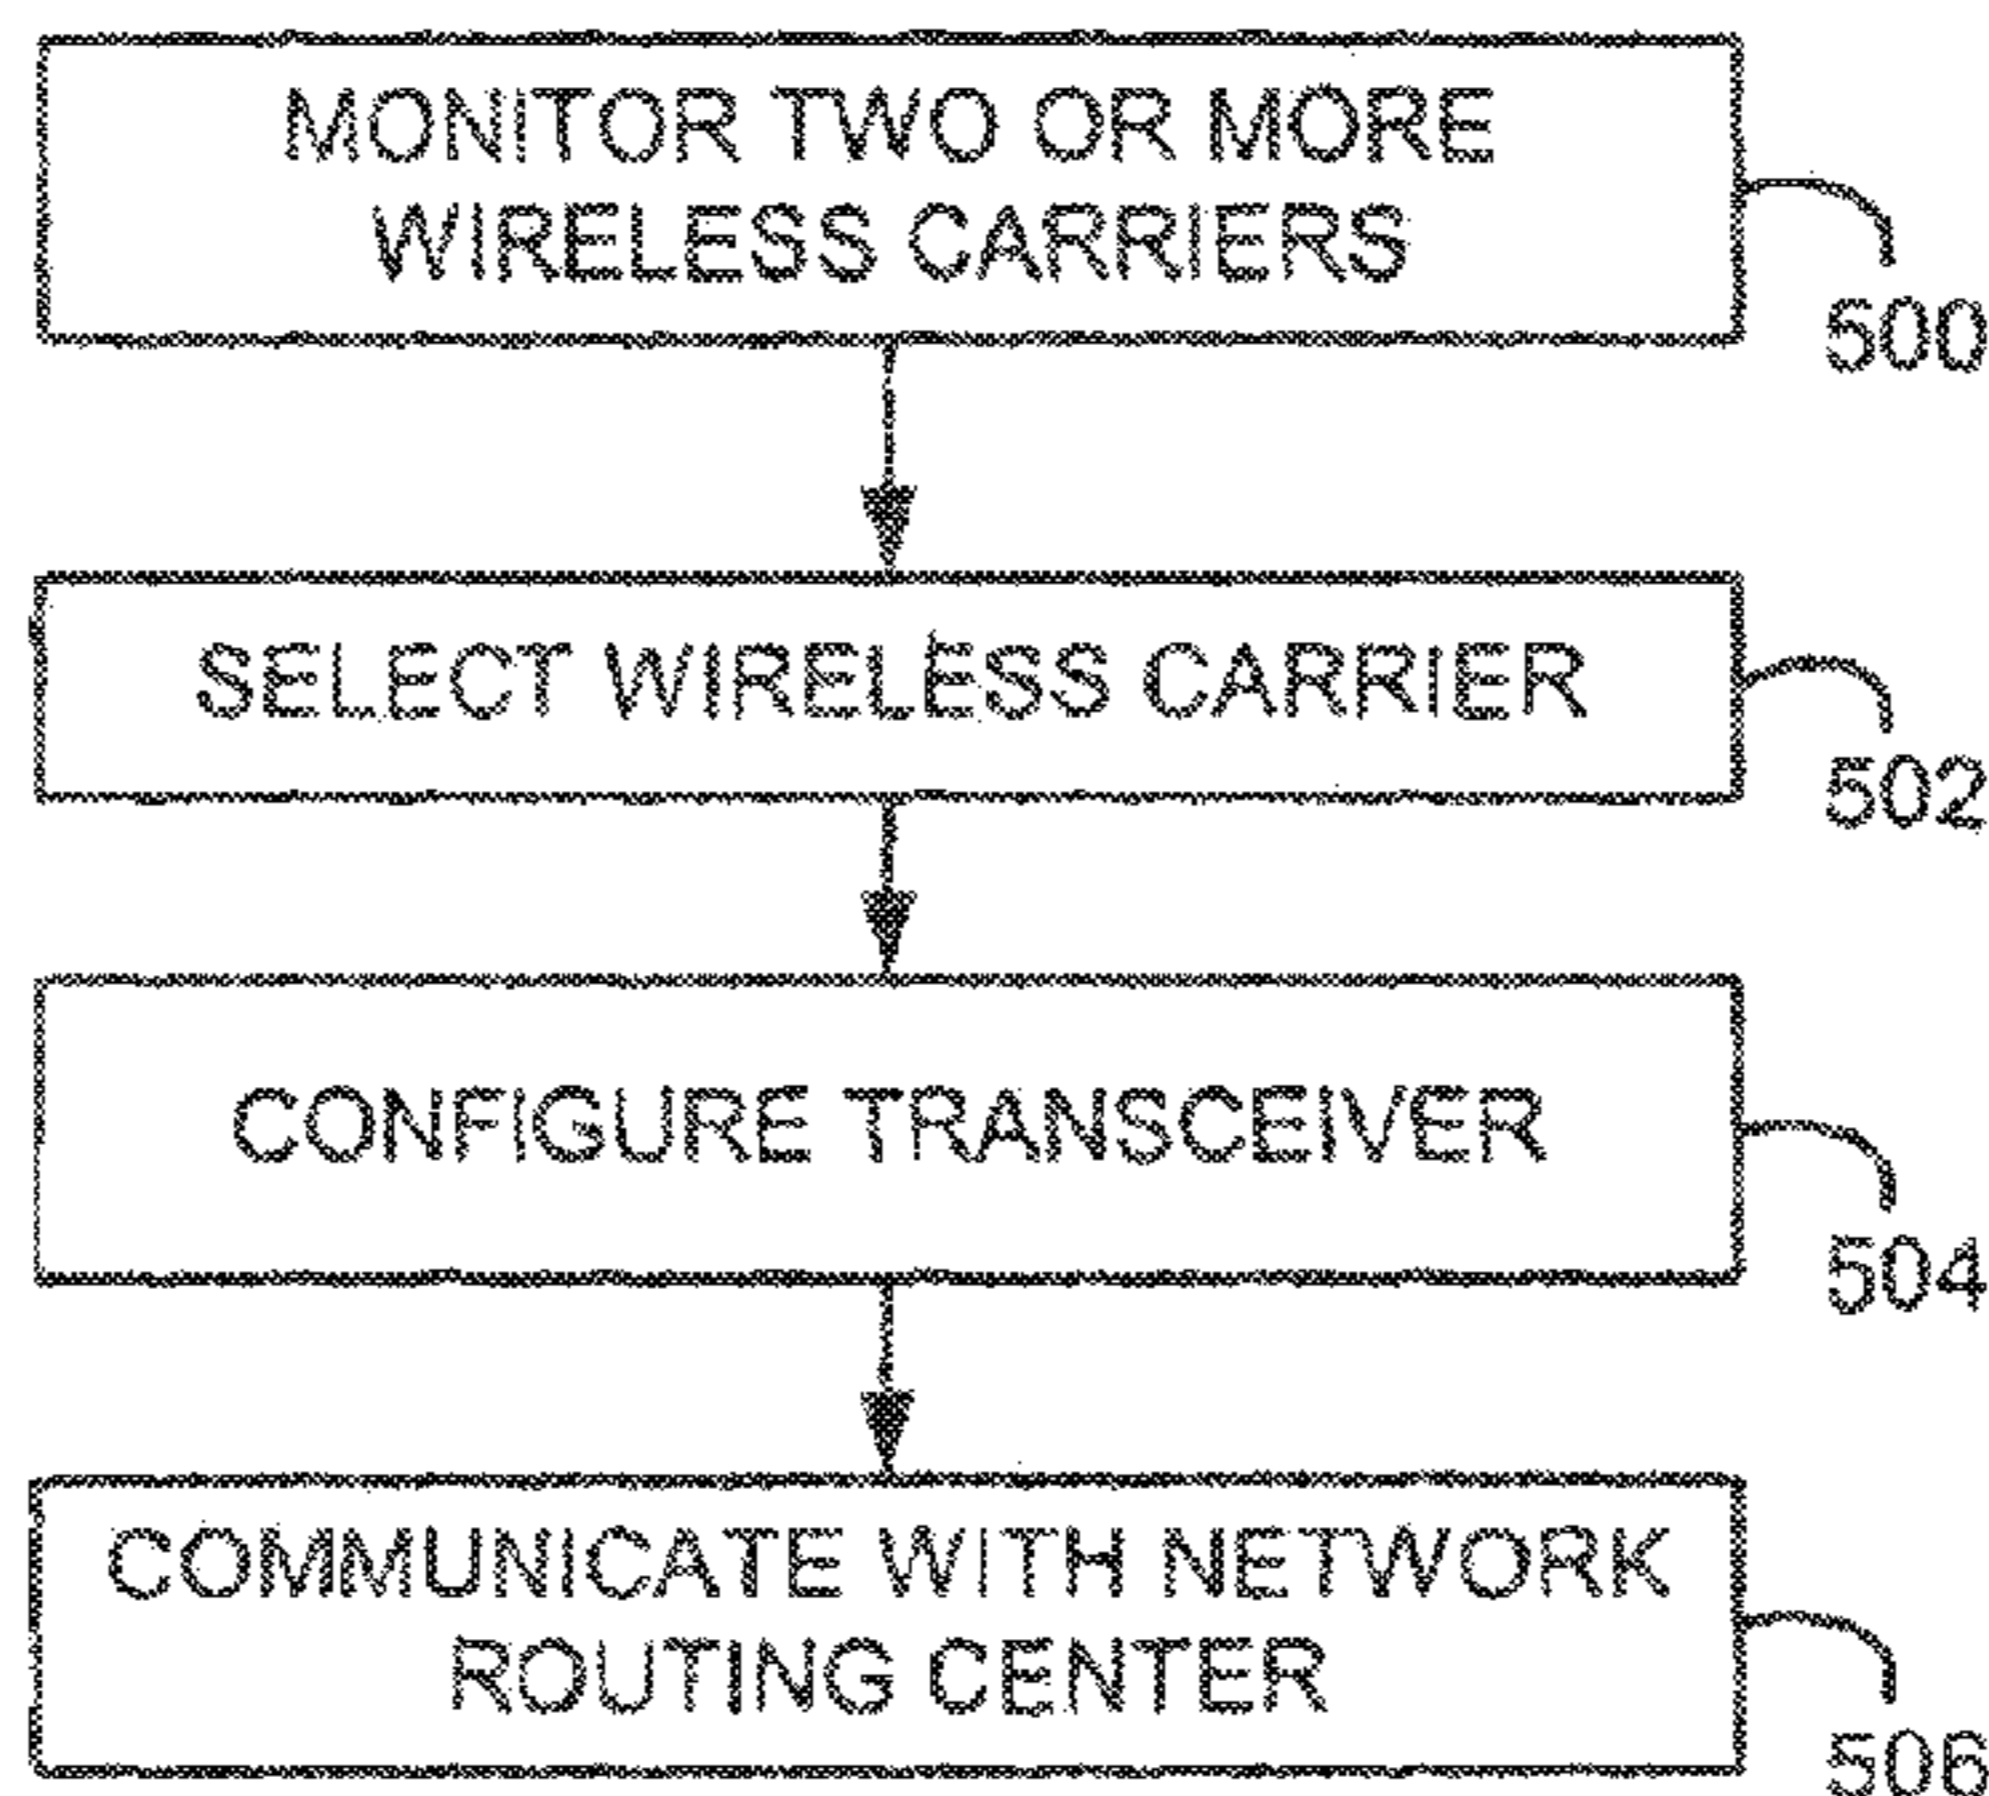 MONITOR TWO OR MORE
WIRELESS CARRIERS
500
SELECT WIRELESS CARRIER
502
CONFIGURE TRANSCEIVER
504
COMMUNICATE WITH NETWORK
ROUTING CENTER
506